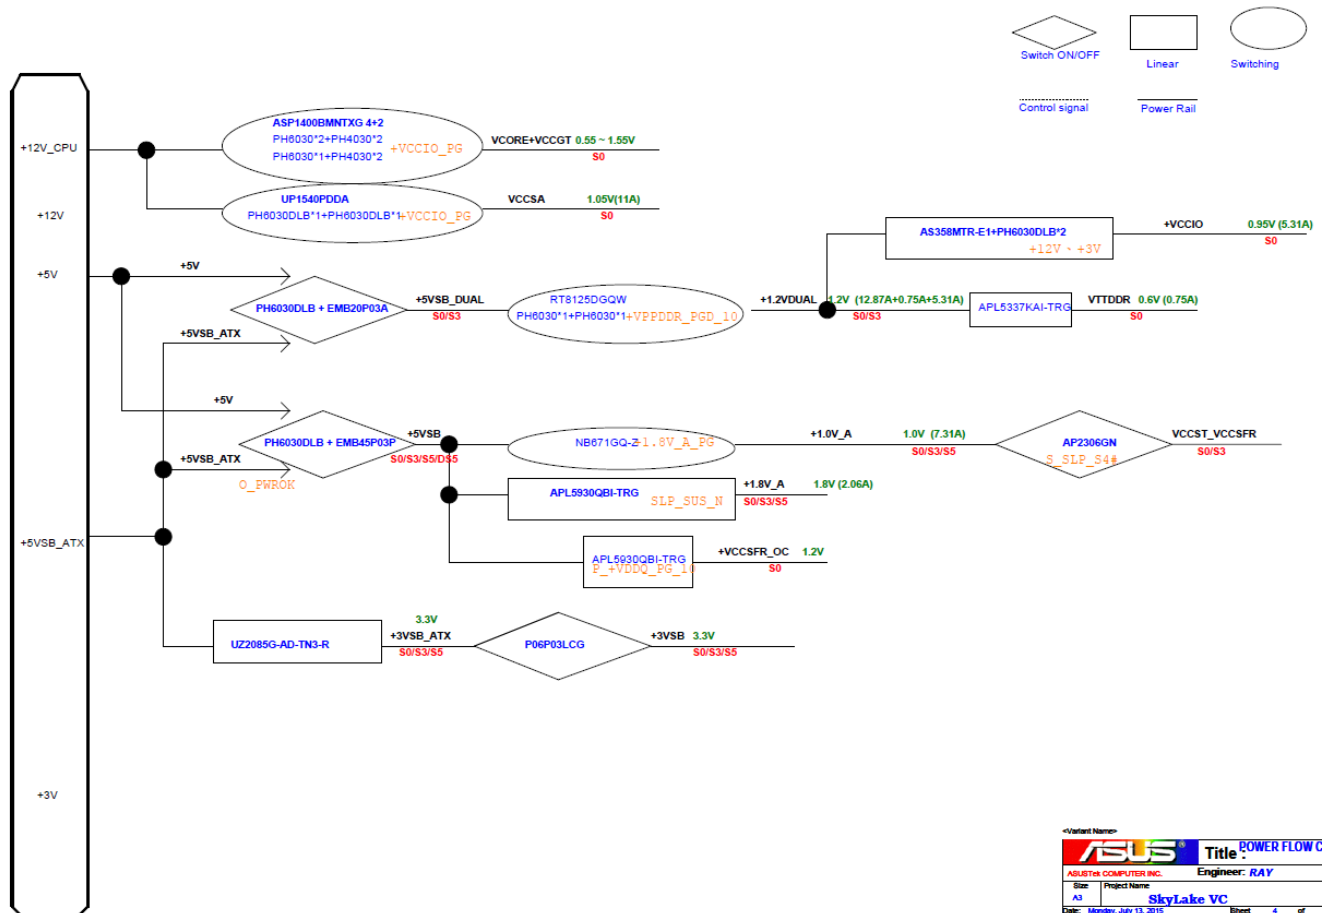 Switch ON/OFF
Linear
Switching
Control signal
Power Rail
+12V_CPU
ASP1400BMNTXG 4+2
PH6030*2+PH4030*2
PH6030*1+PH4030*2
+VCCIO_PG
VCORE+VCCGT 0.55 ~ 1.55V
S0
UP1540PDDA
PH6030DLB*1+PH6030DLB*1
+VCCIO_PG
VCCSA 1.05V(11A)
S0
+12V
AS358MTR-E1+PH6030DLB*2
+12V 、 +3V
+VCCIO 0.95V (5.31A)
S0
+5V
+5V
PH6030DLB + EMB20P03A
+5VSB_DUAL
S0/S3
RT8125DGQW
PH6030*1+PH6030*1
+VPPDDR_PGD_10
+1.2VDUAL 1.2V (12.87A+0.75A+5.31A)
S0/S3
APL5337KAI-TRG
VTTDDR 0.6V (0.75A)
S0
+5VSB_ATX
+5V
PH6030DLB + EMB45P03P
+5VSB
S0/S3/S5/DS5
+5VSB_ATX
O_PWROK
NB671GQ-Z
+1.8V_A_PG
+1.0V_A 1.0V (7.31A)
S0/S3/S5
AP2306GN
S_SLP_S4#
VCCST_VCCSFR
S0/S3
APL5930QBI-TRG
SLP_SUS_N
+1.8V_A 1.8V (2.06A)
S0/S3/S5
+5VSB_ATX
APL5930QBI-TRG
P_+VDDQ_PG_10
+VCCSFR_OC 1.2V
S0
UZ2085G-AD-TN3-R
3.3V
+3VSB_ATX
S0/S3/S5
P06P03LCG
+3VSB 3.3V
S0/S3/S5
+3V
<Variant Name>
ASUS
Title : POWER FLOW C
ASUSTek COMPUTER INC.
Engineer: RAY
Size Project Name
A3 SkyLake VC
Date: Monday, July 13, 2015 Sheet 4 of